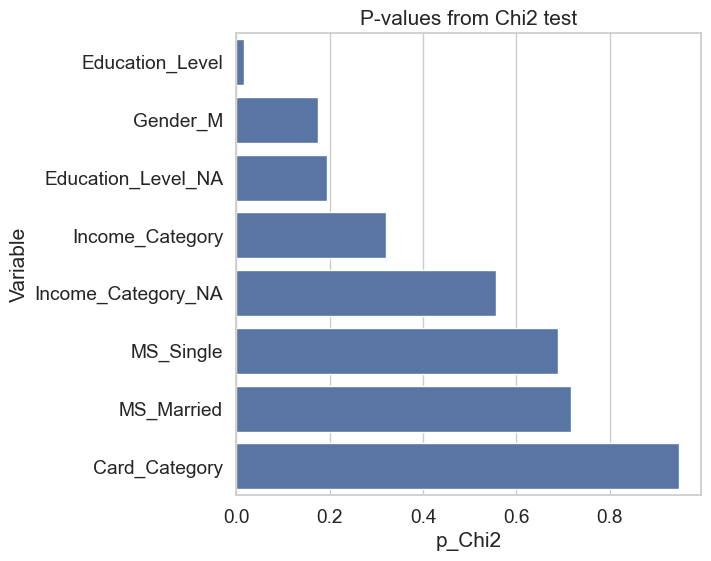 P-values from Chi2 test
Variable
Education_Level
Gender_M
Education_Level_NA
Income_Category
Income_Category_NA
MS_Single
MS_Married
Card_Category
0.0 0.2 0.4 0.6 0.8
p_Chi2